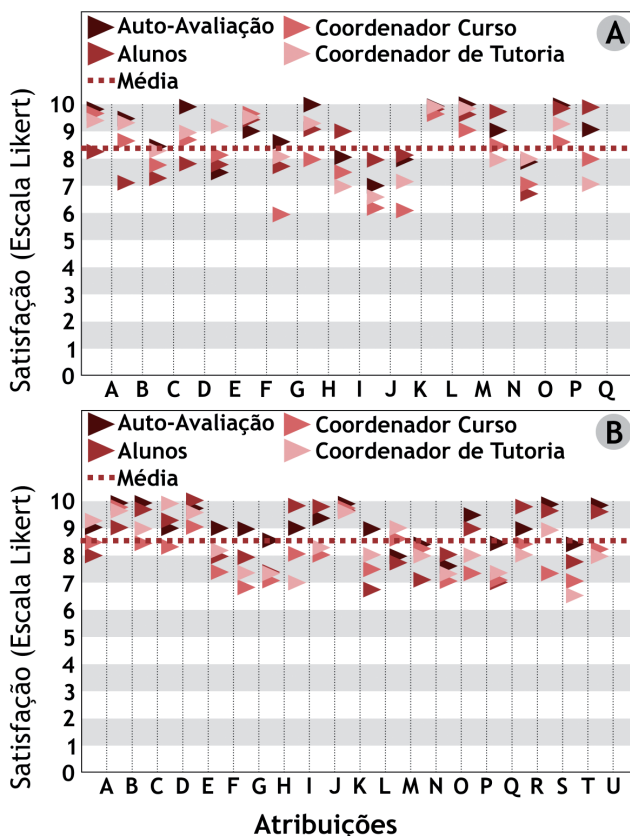 Auto-Avaliação Coordenador Curso A
Alunos Coordenador de Tutoria
Média
Satisfação (Escala Likert)
10
9
8
7
6
5
4
3
2
1
0
A B C D E F G H I J K L M N O P Q
Auto-Avaliação Coordenador Curso B
Alunos Coordenador de Tutoria
Média
Satisfação (Escala Likert)
10
9
8
7
6
5
4
3
2
1
0
A B C D E F G H I J K L M N O P Q R S T U
Atribuições